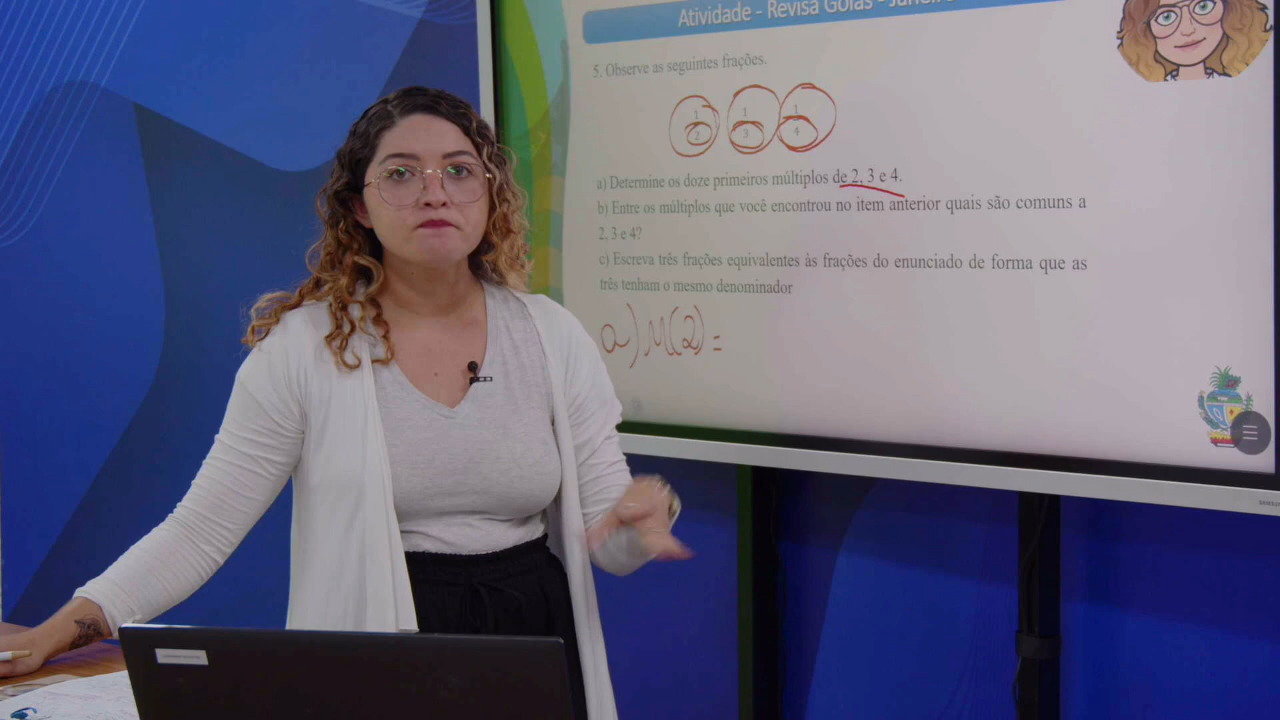 Atividade - Revisa Goiás - Janeiro
5. Observe as seguintes frações.
1 1 1
2 3 4
a) Determine os doze primeiros múltiplos de 2, 3 e 4.
b) Entre os múltiplos que você encontrou no item anterior quais são comuns a
2, 3 e 4?
c) Escreva três frações equivalentes às frações do enunciado de forma que as
três tenham o mesmo denominador
a) M(2) =